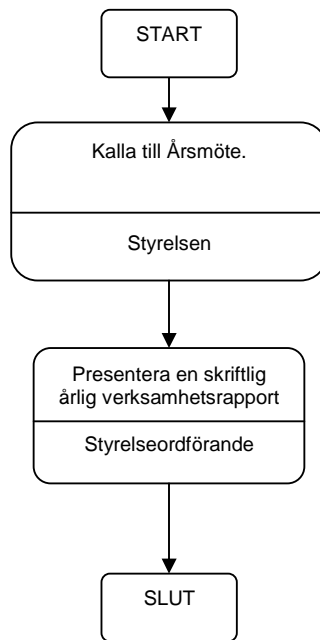 START
Kalla till Årsmöte.
Styrelsen
Presentera en skriftlig
årlig verksamhetsrapport
Styrelseordförande
SLUT